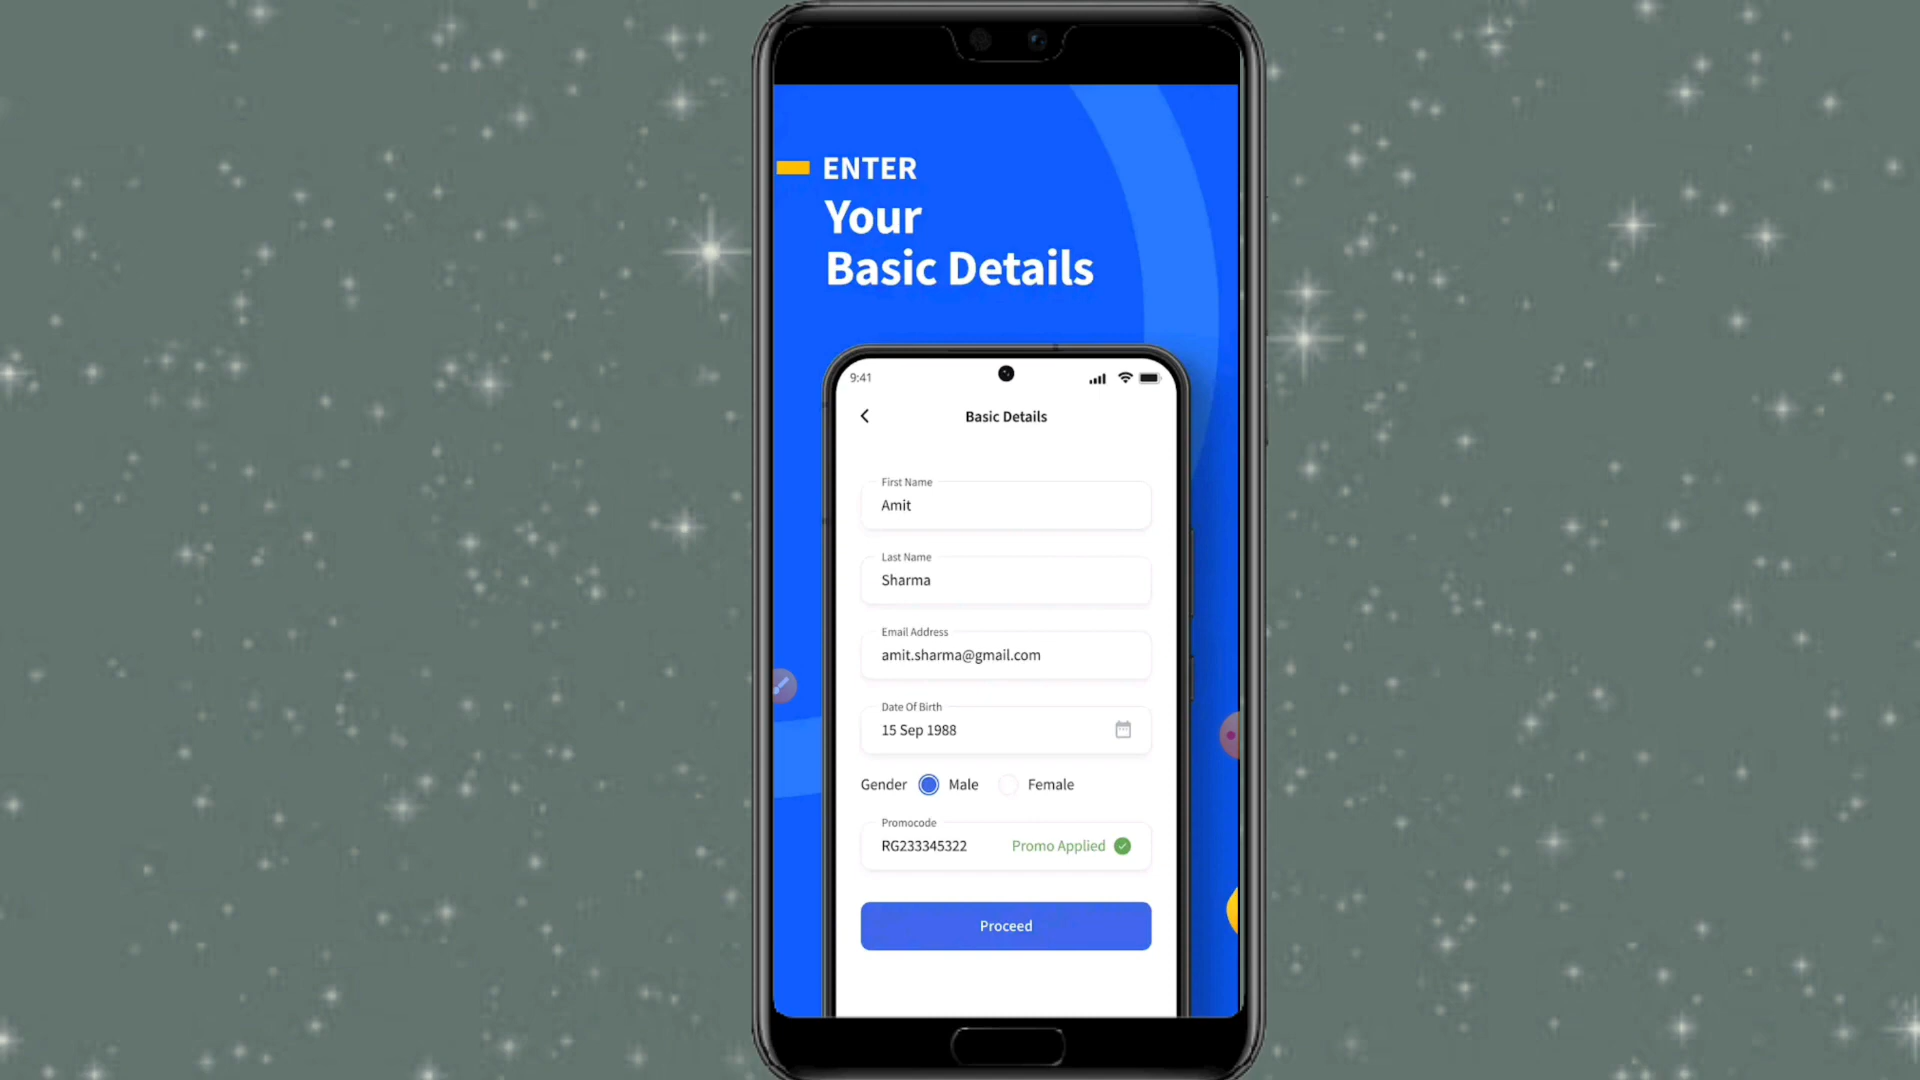 ENTER
Your
Basic Details
9:41
Basic Details
First Name
Amit
Last Name
Sharma
Email Address
amit.sharma@gmail.com
Date Of Birth
15 Sep 1988
Gender Male Female
Promocode
RG233345322 Promo Applied
Proceed